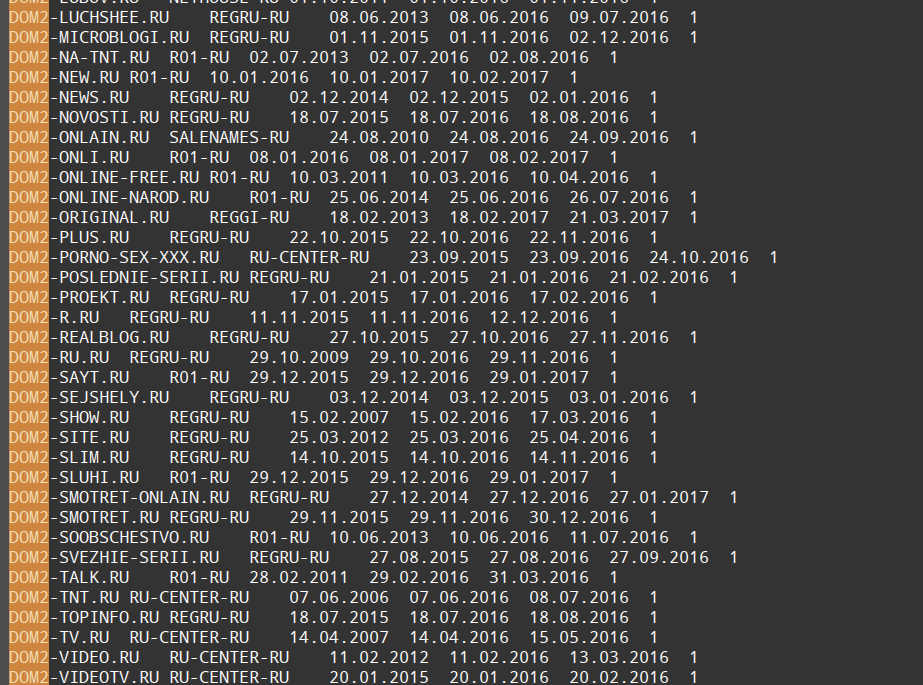 DOM2-LUBOV.RU NETHOUSE-RU 01.10.2011 01.10.2016 01.11.2016 1
DOM2-LUCHSHEE.RU REGRU-RU 08.06.2013 08.06.2016 09.07.2016 1
DOM2-MICROBLOGI.RU REGRU-RU 01.11.2015 01.11.2016 02.12.2016 1
DOM2-NA-TNT.RU R01-RU 02.07.2013 02.07.2016 02.08.2016 1
DOM2-NEW.RU R01-RU 10.01.2016 10.01.2017 10.02.2017 1
DOM2-NEWS.RU REGRU-RU 02.12.2014 02.12.2015 02.01.2016 1
DOM2-NOVOSTI.RU REGRU-RU 18.07.2015 18.07.2016 18.08.2016 1
DOM2-ONLAIN.RU SALENAMES-RU 24.08.2010 24.08.2016 24.09.2016 1
DOM2-ONLI.RU R01-RU 08.01.2016 08.01.2017 08.02.2017 1
DOM2-ONLINE-FREE.RU R01-RU 10.03.2011 10.03.2016 10.04.2016 1
DOM2-ONLINE-NAROD.RU R01-RU 25.06.2014 25.06.2016 26.07.2016 1
DOM2-ORIGINAL.RU REGGI-RU 18.02.2013 18.02.2017 21.03.2017 1
DOM2-PLUS.RU REGRU-RU 22.10.2015 22.10.2016 22.11.2016 1
DOM2-PORNO-SEX-XXX.RU RU-CENTER-RU 23.09.2015 23.09.2016 24.10.2016 1
DOM2-POSLEDNIE-SERII.RU REGRU-RU 21.01.2015 21.01.2016 21.02.2016 1
DOM2-PROEKT.RU REGRU-RU 17.01.2015 17.01.2016 17.02.2016 1
DOM2-R.RU REGRU-RU 11.11.2015 11.11.2016 12.12.2016 1
DOM2-REALBLOG.RU REGRU-RU 27.10.2015 27.10.2016 27.11.2016 1
DOM2-RU.RU REGRU-RU 29.10.2009 29.10.2016 29.11.2016 1
DOM2-SAYT.RU R01-RU 29.12.2015 29.12.2016 29.01.2017 1
DOM2-SEJSHELY.RU REGRU-RU 03.12.2014 03.12.2015 03.01.2016 1
DOM2-SHOW.RU REGRU-RU 15.02.2007 15.02.2016 17.03.2016 1
DOM2-SITE.RU REGRU-RU 25.03.2012 25.03.2016 25.04.2016 1
DOM2-SLIM.RU REGRU-RU 14.10.2015 14.10.2016 14.11.2016 1
DOM2-SLUHI.RU R01-RU 29.12.2015 29.12.2016 29.01.2017 1
DOM2-SMOTRET-ONLAIN.RU REGRU-RU 27.12.2014 27.12.2016 27.01.2017 1
DOM2-SMOTRET.RU REGRU-RU 29.11.2015 29.11.2016 30.12.2016 1
DOM2-SOOBSCHESTVO.RU R01-RU 10.06.2013 10.06.2016 11.07.2016 1
DOM2-SVEZHIE-SERII.RU REGRU-RU 27.08.2015 27.08.2016 27.09.2016 1
DOM2-TALK.RU R01-RU 28.02.2011 29.02.2016 31.03.2016 1
DOM2-TNT.RU RU-CENTER-RU 07.06.2006 07.06.2016 08.07.2016 1
DOM2-TOPINFO.RU REGRU-RU 18.07.2015 18.07.2016 18.08.2016 1
DOM2-TV.RU RU-CENTER-RU 14.04.2007 14.04.2016 15.05.2016 1
DOM2-VIDEO.RU RU-CENTER-RU 11.02.2012 11.02.2016 13.03.2016 1
DOM2-VIDEOTV.RU RU-CENTER-RU 20.01.2015 20.01.2016 20.02.2016 1